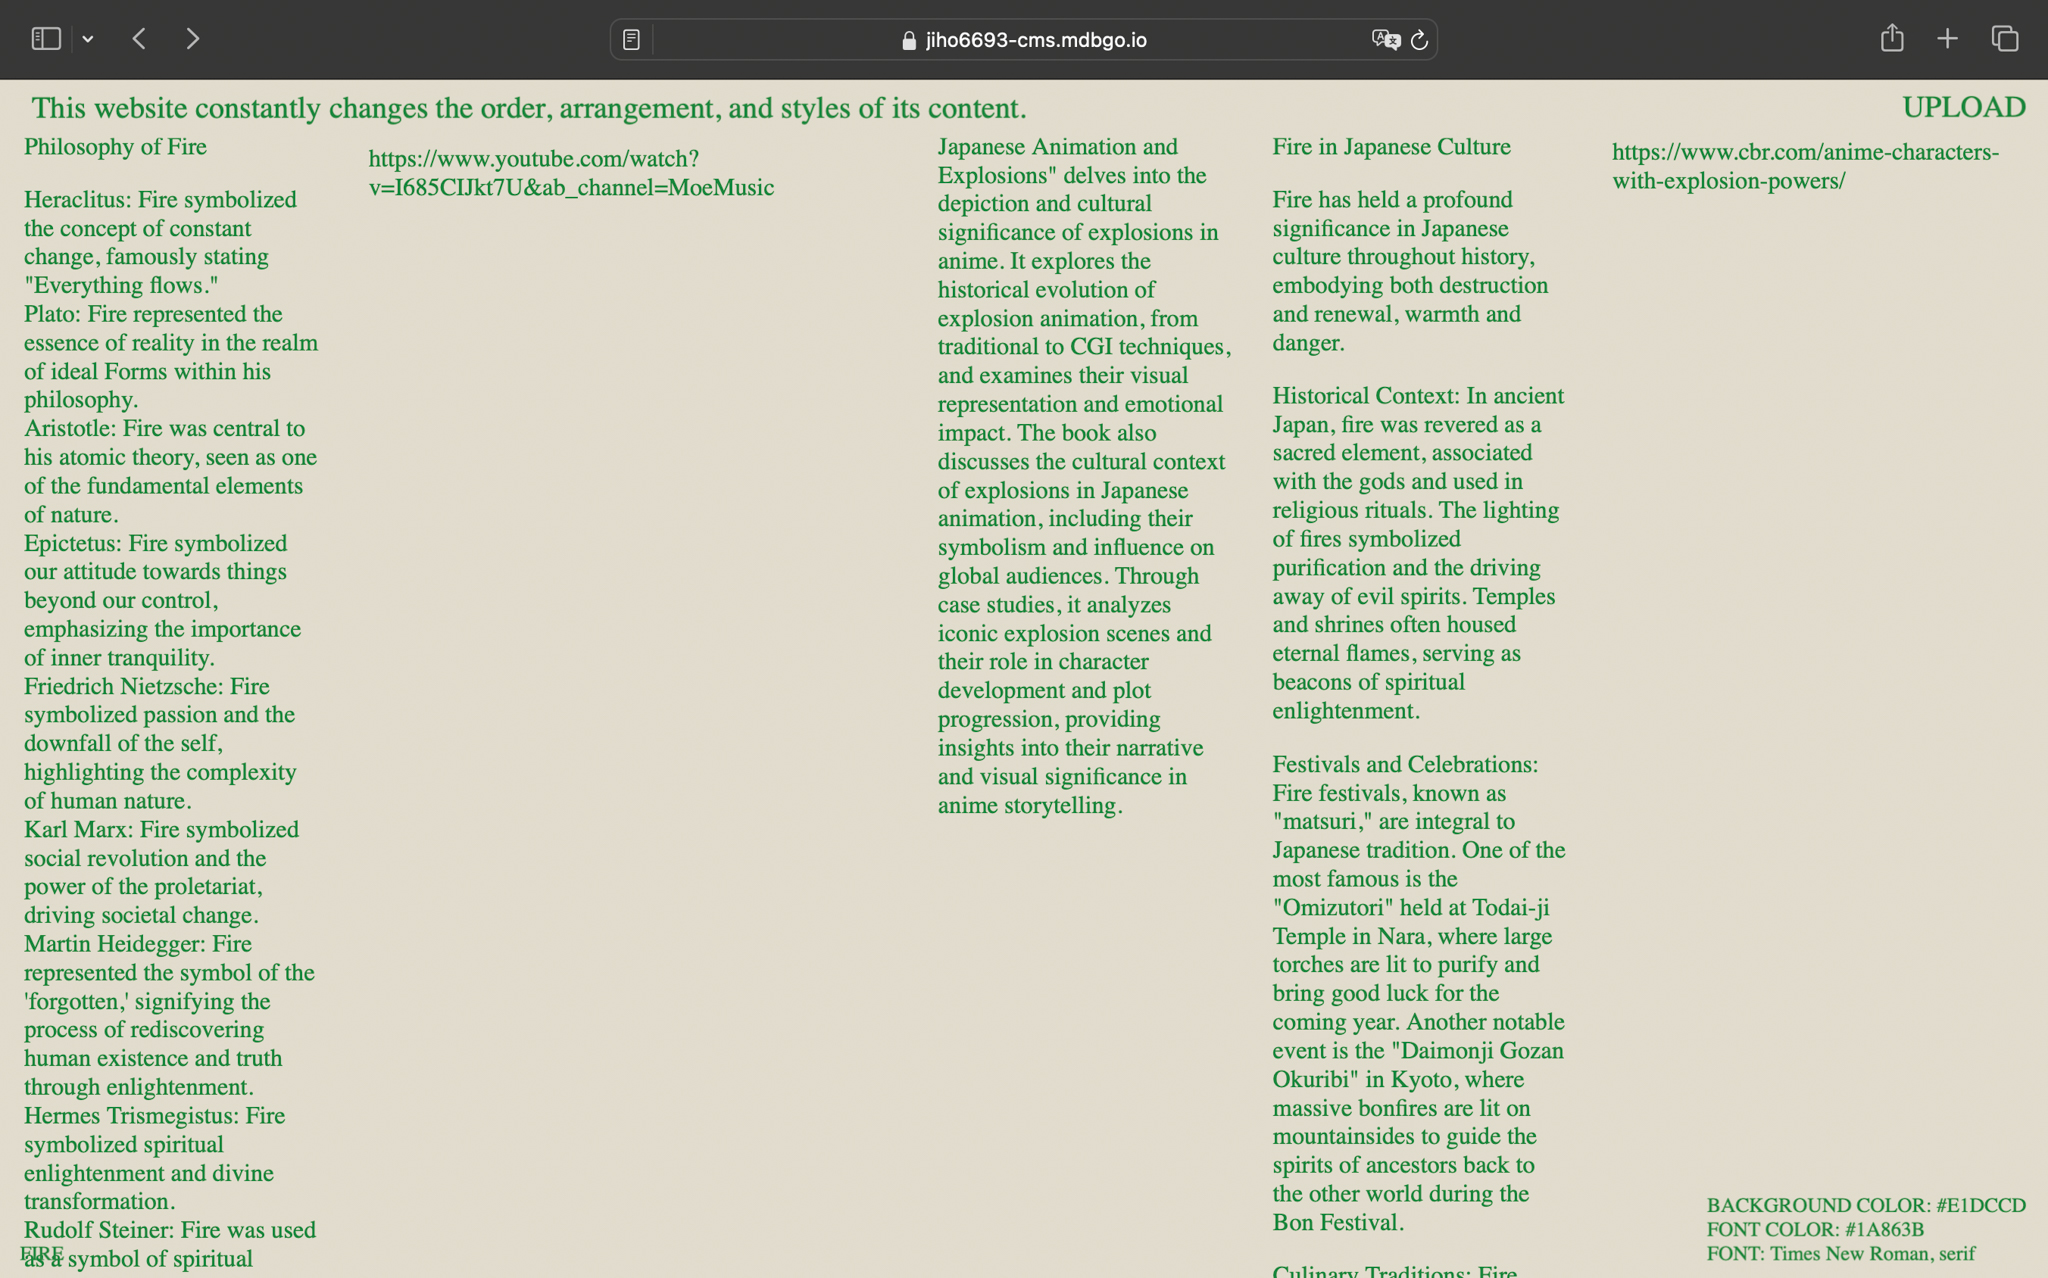 jiho6693-cms.mdbgo.io
This website constantly changes the order, arrangement, and styles of its content.
UPLOAD
Philosophy of Fire
Heraclitus: Fire symbolized
the concept of constant
change, famously stating
"Everything flows."
Plato: Fire represented the
essence of reality in the realm
of ideal Forms within his
philosophy.
Aristotle: Fire was central to
his atomic theory, seen as one
of the fundamental elements
of nature.
Epictetus: Fire symbolized
our attitude towards things
beyond our control,
emphasizing the importance
of inner tranquility.
Friedrich Nietzsche: Fire
symbolized passion and the
downfall of the self,
highlighting the complexity
of human nature.
Karl Marx: Fire symbolized
social revolution and the
power of the proletariat,
driving societal change.
Martin Heidegger: Fire
represented the symbol of the
'forgotten,' signifying the
process of rediscovering
human existence and truth
through enlightenment.
Hermes Trismegistus: Fire
symbolized spiritual
enlightenment and divine
transformation.
Rudolf Steiner: Fire was used
as a symbol of spiritual
FIRE
https://www.youtube.com/watch?
v=I685CIJkt7U&ab_channel=MoeMusic
Japanese Animation and
Explosions" delves into the
depiction and cultural
significance of explosions in
anime. It explores the
historical evolution of
explosion animation, from
traditional to CGI techniques,
and examines their visual
representation and emotional
impact. The book also
discusses the cultural context
of explosions in Japanese
animation, including their
symbolism and influence on
global audiences. Through
case studies, it analyzes
iconic explosion scenes and
their role in character
development and plot
progression, providing
insights into their narrative
and visual significance in
anime storytelling.
Fire in Japanese Culture
Fire has held a profound
significance in Japanese
culture throughout history,
embodying both destruction
and renewal, warmth and
danger.
Historical Context: In ancient
Japan, fire was revered as a
sacred element, associated
with the gods and used in
religious rituals. The lighting
of fires symbolized
purification and the driving
away of evil spirits. Temples
and shrines often housed
eternal flames, serving as
beacons of spiritual
enlightenment.
Festivals and Celebrations:
Fire festivals, known as
"matsuri," are integral to
Japanese tradition. One of the
most famous is the
"Omizutori" held at Todai-ji
Temple in Nara, where large
torches are lit to purify and
bring good luck for the
coming year. Another notable
event is the "Daimonji Gozan
Okuribi" in Kyoto, where
massive bonfires are lit on
mountainsides to guide the
spirits of ancestors back to
the other world during the
Bon Festival.
Culinary Traditions: Fire
https://www.cbr.com/anime-characters-
with-explosion-powers/
BACKGROUND COLOR: #E1DCCD
FONT COLOR: #1A863B
FONT: Times New Roman, serif